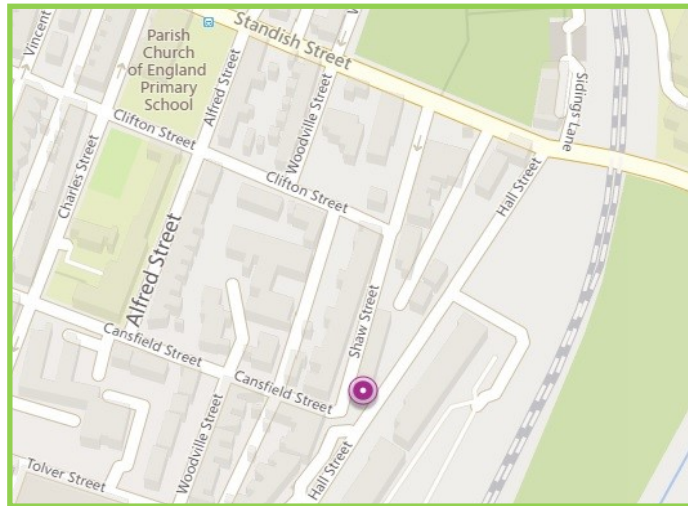 Standish Street
Vincent
Parish
Church
of England
Primary
School
Alfred Street
Woodville Street
Sidings Lane
Clifton Street
Clifton Street
Charles Street
Hall Street
Alfred Street
Shaw Street
Cansfield Street
Cansfield Street
Woodville Street
Hall Street
Tolver Street